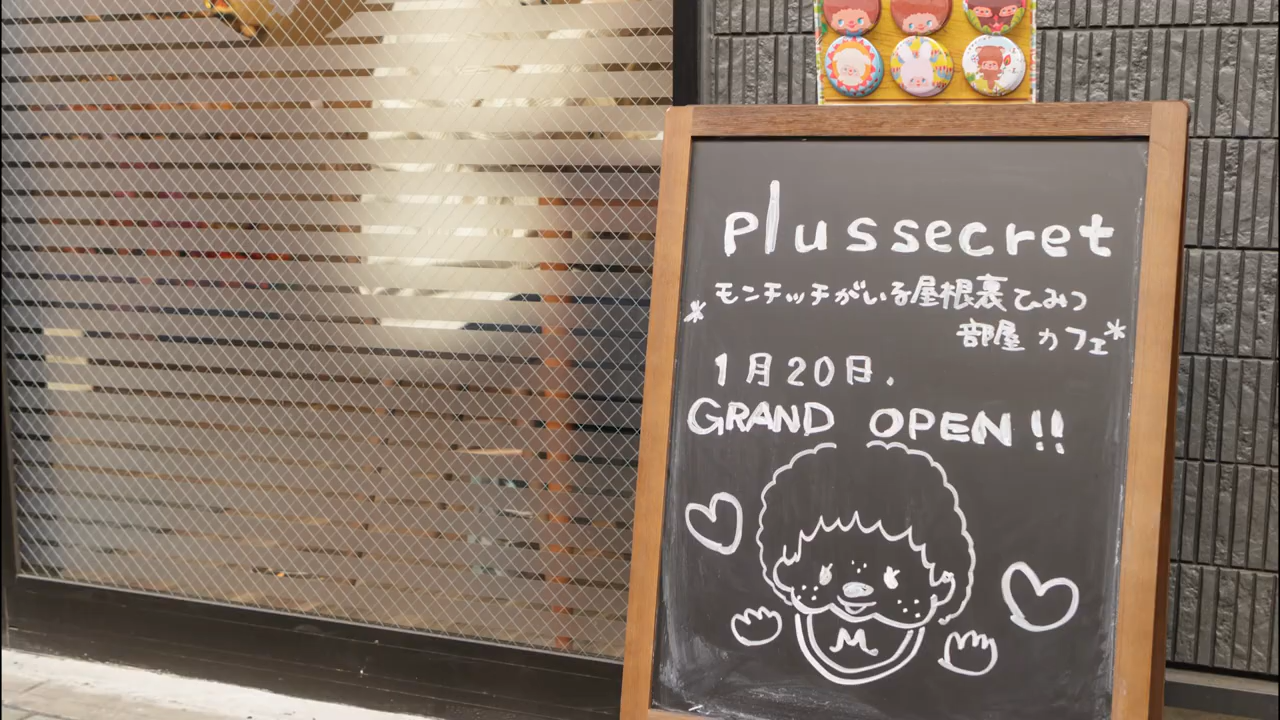 plussecret
*モンチッチがいる屋根裏ひみつ
部屋カフェ*
1月20日.
GRAND OPEN!!
M